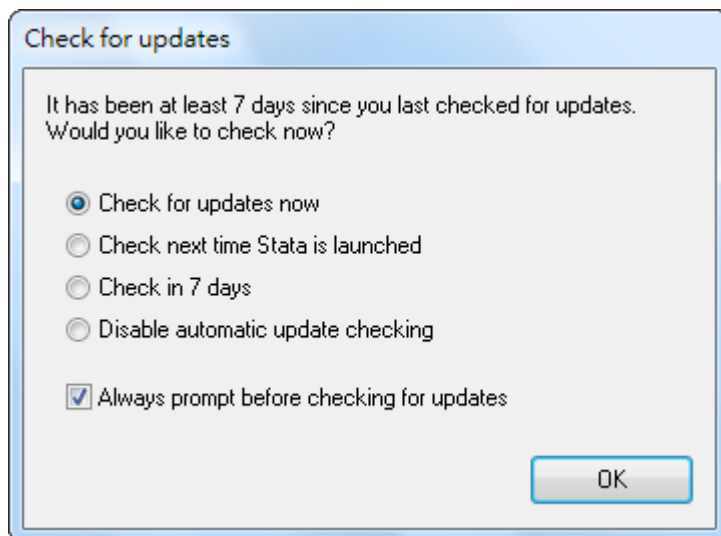 Check for updates
It has been at least 7 days since you last checked for updates.
Would you like to check now?
Check for updates now
Check next time Stata is launched
Check in 7 days
Disable automatic update checking
Always prompt before checking for updates
OK